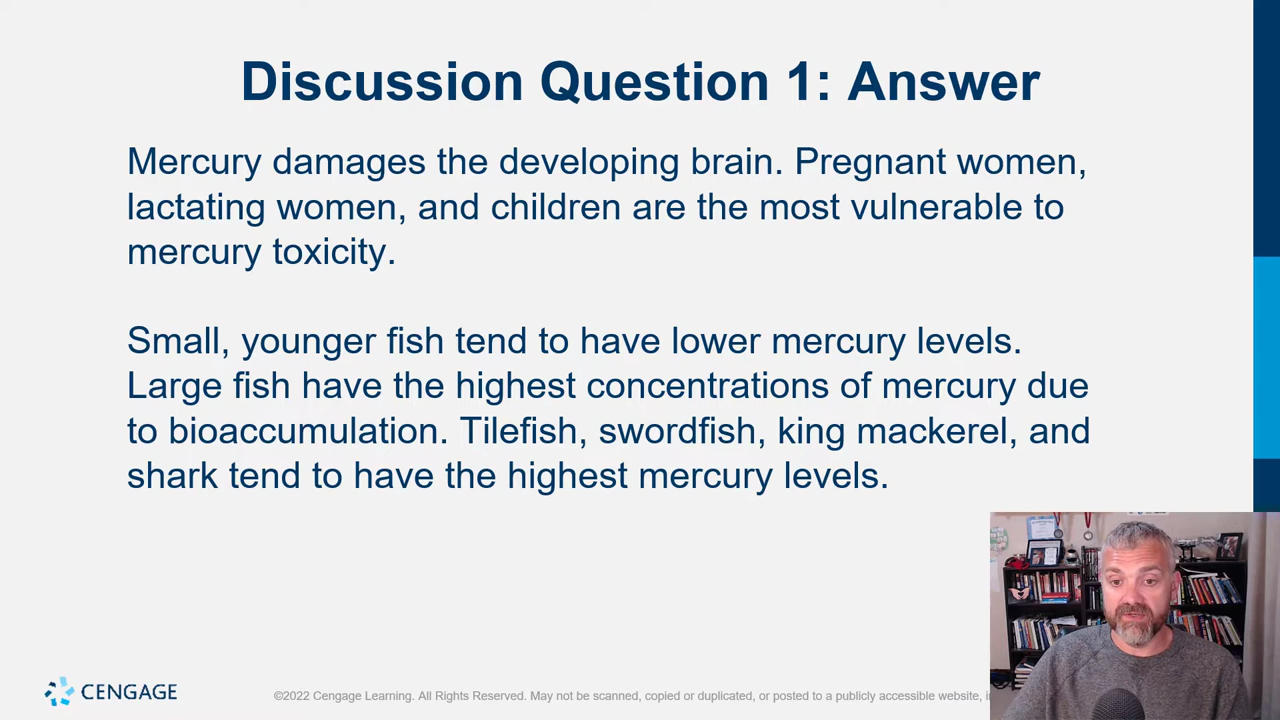 Discussion Question 1: Answer
Mercury damages the developing brain. Pregnant women,
lactating women, and children are the most vulnerable to
mercury toxicity.
Small, younger fish tend to have lower mercury levels.
Large fish have the highest concentrations of mercury due
to bioaccumulation. Tilefish, swordfish, king mackerel, and
shark tend to have the highest mercury levels.
CENGAGE
©2022 Cengage Learning. All Rights Reserved. May not be scanned, copied or duplicated, or posted to a publicly accessible website,